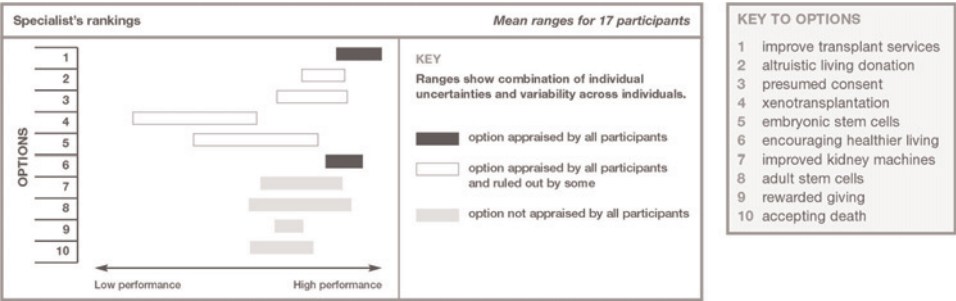 Specialist's rankings
Mean ranges for 17 participants
OPTIONS
1
2
3
4
5
6
7
8
9
10
Low performance
High performance
KEY
Ranges show combination of individual
uncertainties and variability across individuals.
option appraised by all participants
option appraised by all participants
and ruled out by some
option not appraised by all participants
KEY TO OPTIONS
1 improve transplant services
2 altruistic living donation
3 presumed consent
4 xenotransplantation
5 embryonic stem cells
6 encouraging healthier living
7 improved kidney machines
8 adult stem cells
9 rewarded giving
10 accepting death